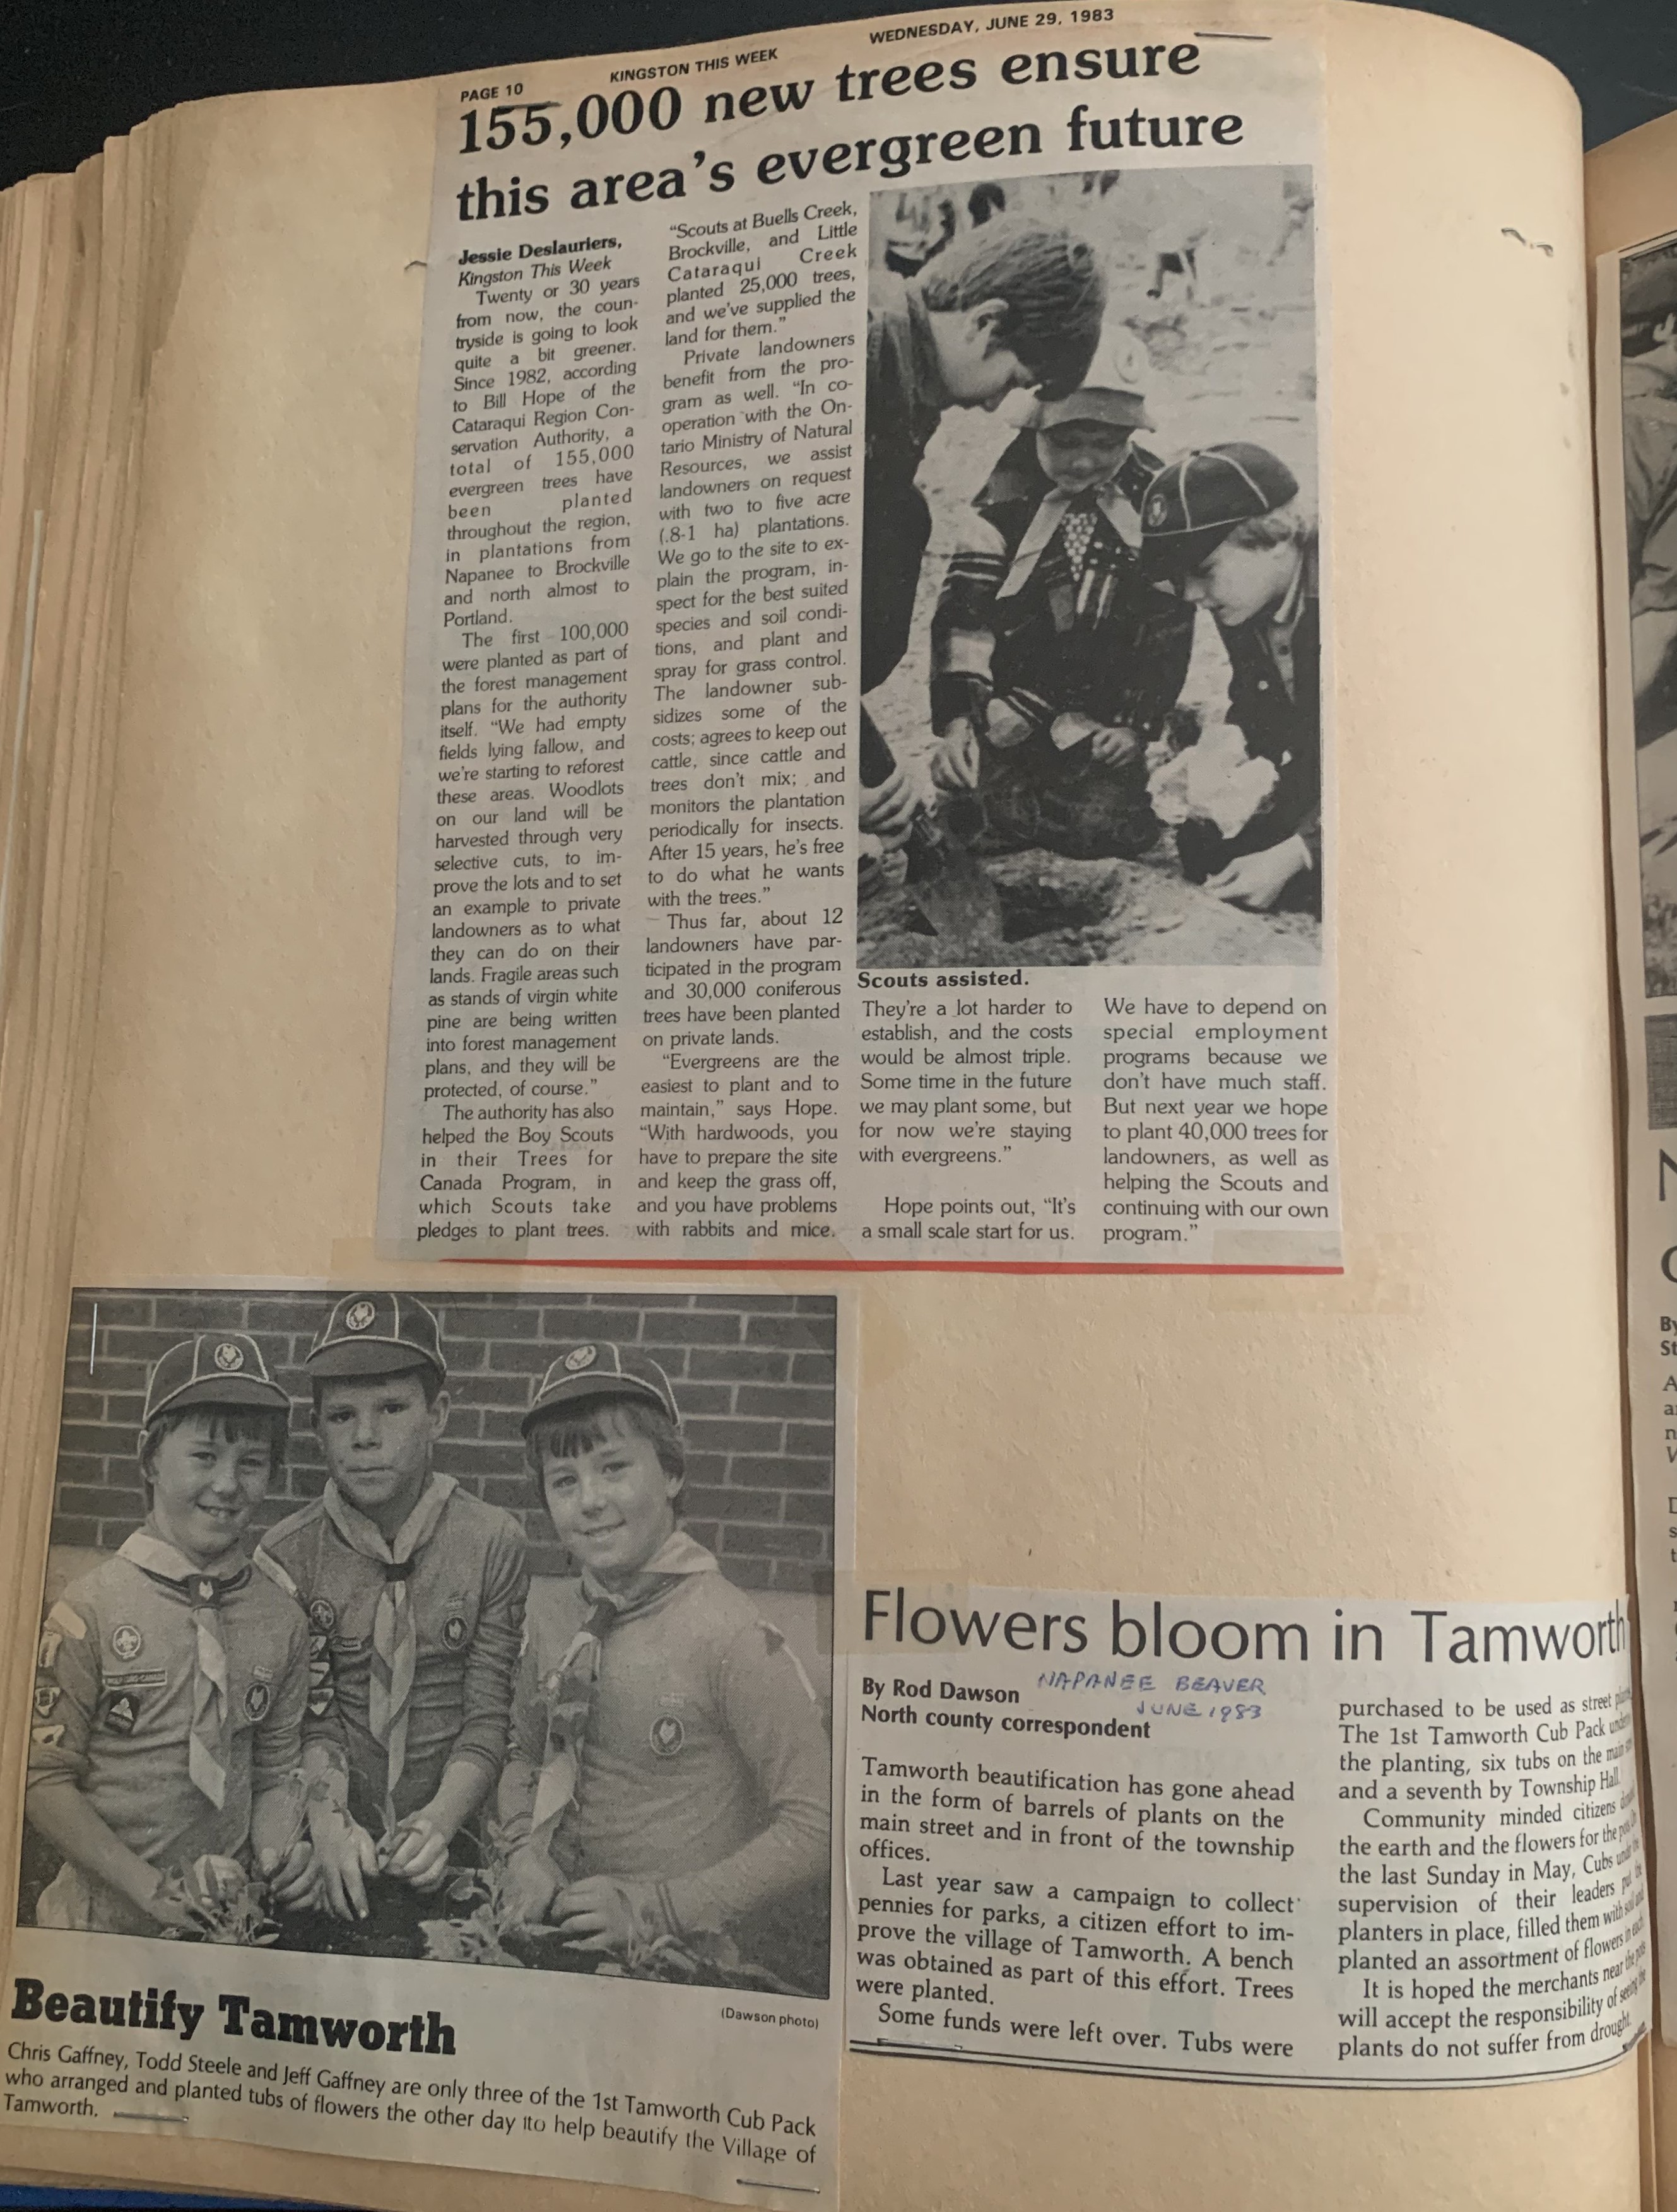 PAGE 10
KINGSTON THIS WEEK
WEDNESDAY, JUNE 29, 1983
155,000 new trees ensure
this area's evergreen future
Jessie Deslauriers,
Kingston This Week
Twenty or 30 years
from now, the coun-
tryside is going to look
quite a bit greener.
Since 1982, according
to Bill Hope of the
Cataraqui Region Con-
servation Authority, a
total of 155,000
evergreen trees have
been planted
throughout the region,
in plantations from
Napanee to Brockville
and north almost to
Portland.
The first 100,000
were planted as part of
the forest management
plans for the authority
itself. "We had empty
fields lying fallow, and
we're starting to reforest
these areas. Woodlots
on our land will be
harvested through very
selective cuts, to im-
prove the lots and to set
an example to private
landowners as to what
they can do on their
lands. Fragile areas such
as stands of virgin white
pine are being written
into forest management
plans, and they will be
protected, of course."
The authority has also
helped the Boy Scouts
in their Trees for
Canada Program, in
which Scouts take
pledges to plant trees.
"Scouts at Buells Creek,
Brockville, and Little
Cataraqui Creek
planted 25,000 trees,
and we've supplied the
land for them."
Private landowners
benefit from the pro-
gram as well. "In co-
operation with the On-
tario Ministry of Natural
Resources, we assist
landowners on request
with two to five acre
(.8-1 ha) plantations.
We go to the site to ex-
plain the program, in-
spect for the best suited
species and soil condi-
tions, and plant and
spray for grass control.
The landowner sub-
sidizes some of the
costs; agrees to keep out
cattle, since cattle and
trees don't mix; and
monitors the plantation
periodically for insects.
After 15 years, he's free
to do what he wants
with the trees."
Thus far, about 12
landowners have par-
ticipated in the program
and 30,000 coniferous
trees have been planted
on private lands.
"Evergreens are the
easiest to plant and to
maintain," says Hope.
"With hardwoods, you
have to prepare the site
and keep the grass off,
and you have problems
with rabbits and mice.
Scouts assisted.
They're a lot harder to
establish, and the costs
would be almost triple.
Some time in the future
we may plant some, but
for now we're staying
with evergreens."
Hope points out, "It's
a small scale start for us.
We have to depend on
special employment
programs because we
don't have much staff.
But next year we hope
to plant 40,000 trees for
landowners, as well as
helping the Scouts and
continuing with our own
program."
(Dawson photo)
Beautify Tamworth
Chris Gaffney, Todd Steele and Jeff Gaffney are only three of the 1st Tamworth Cub Pack
who arranged and planted tubs of flowers the other day ito help beautify the Village of
Tamworth.
Flowers bloom in Tamworth
By Rod Dawson
North county correspondent
NAPANEE BEAVER
JUNE 1983
Tamworth beautification has gone ahead
in the form of barrels of plants on the
main street and in front of the township
offices.
Last year saw a campaign to collect
pennies for parks, a citizen effort to im-
prove the village of Tamworth. A bench
was obtained as part of this effort. Trees
were planted.
Some funds were left over. Tubs were
purchased to be used as street
The 1st Tamworth Cub Pack
the planting, six tubs on the main
and a seventh by Township Hall.
Community minded citizens
the earth and the flowers for the
the last Sunday in May, Cubs
supervision of their leaders put the
planters in place, filled them with soil and
planted an assortment of flowers in each
It is hoped the merchants near the
will accept the responsibility of seeing the
plants do not suffer from drought.